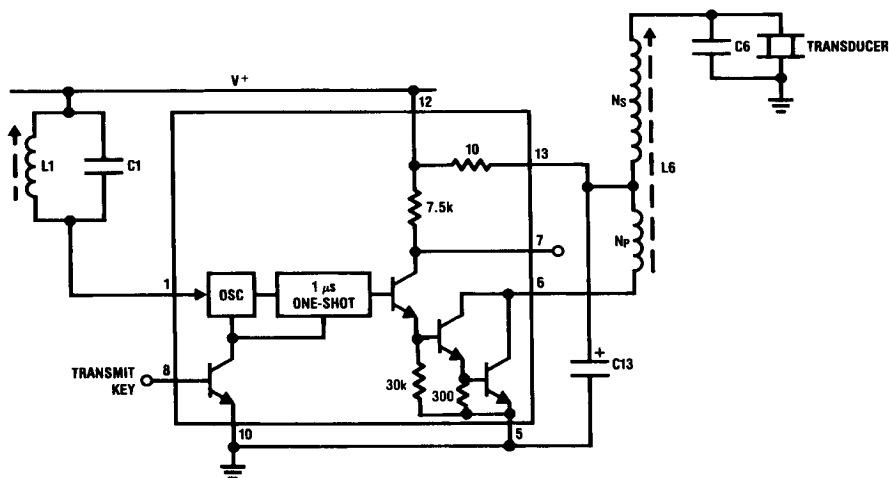 C6
TRANSDUCER
V+
12
NS
L1
C1
10
13
L6
7.5k
7
NP
1
OSC
1 μs
ONE-SHOT
6
TRANSMIT
KEY
8
30k
300
+
C13
10
5